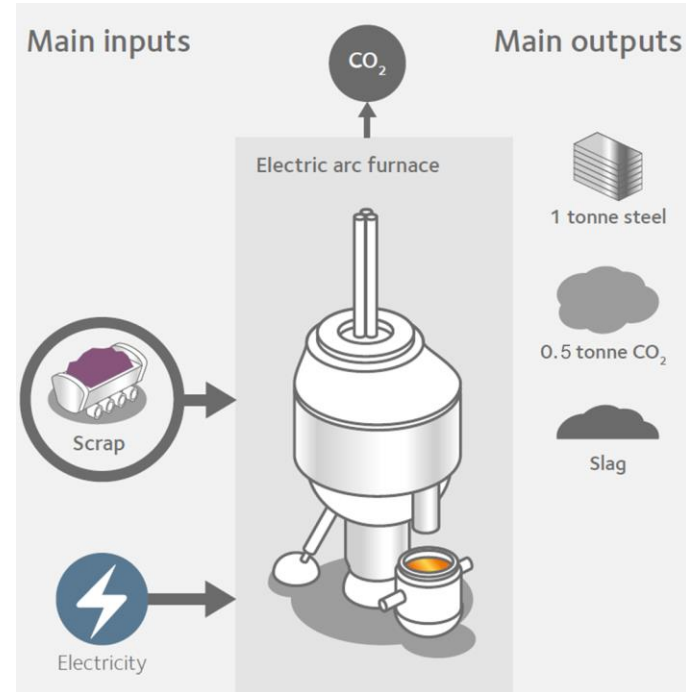 Main inputs
Main outputs
CO₂
Electric arc furnace
1 tonne steel
0.5 tonne CO₂
Scrap
Slag
Electricity